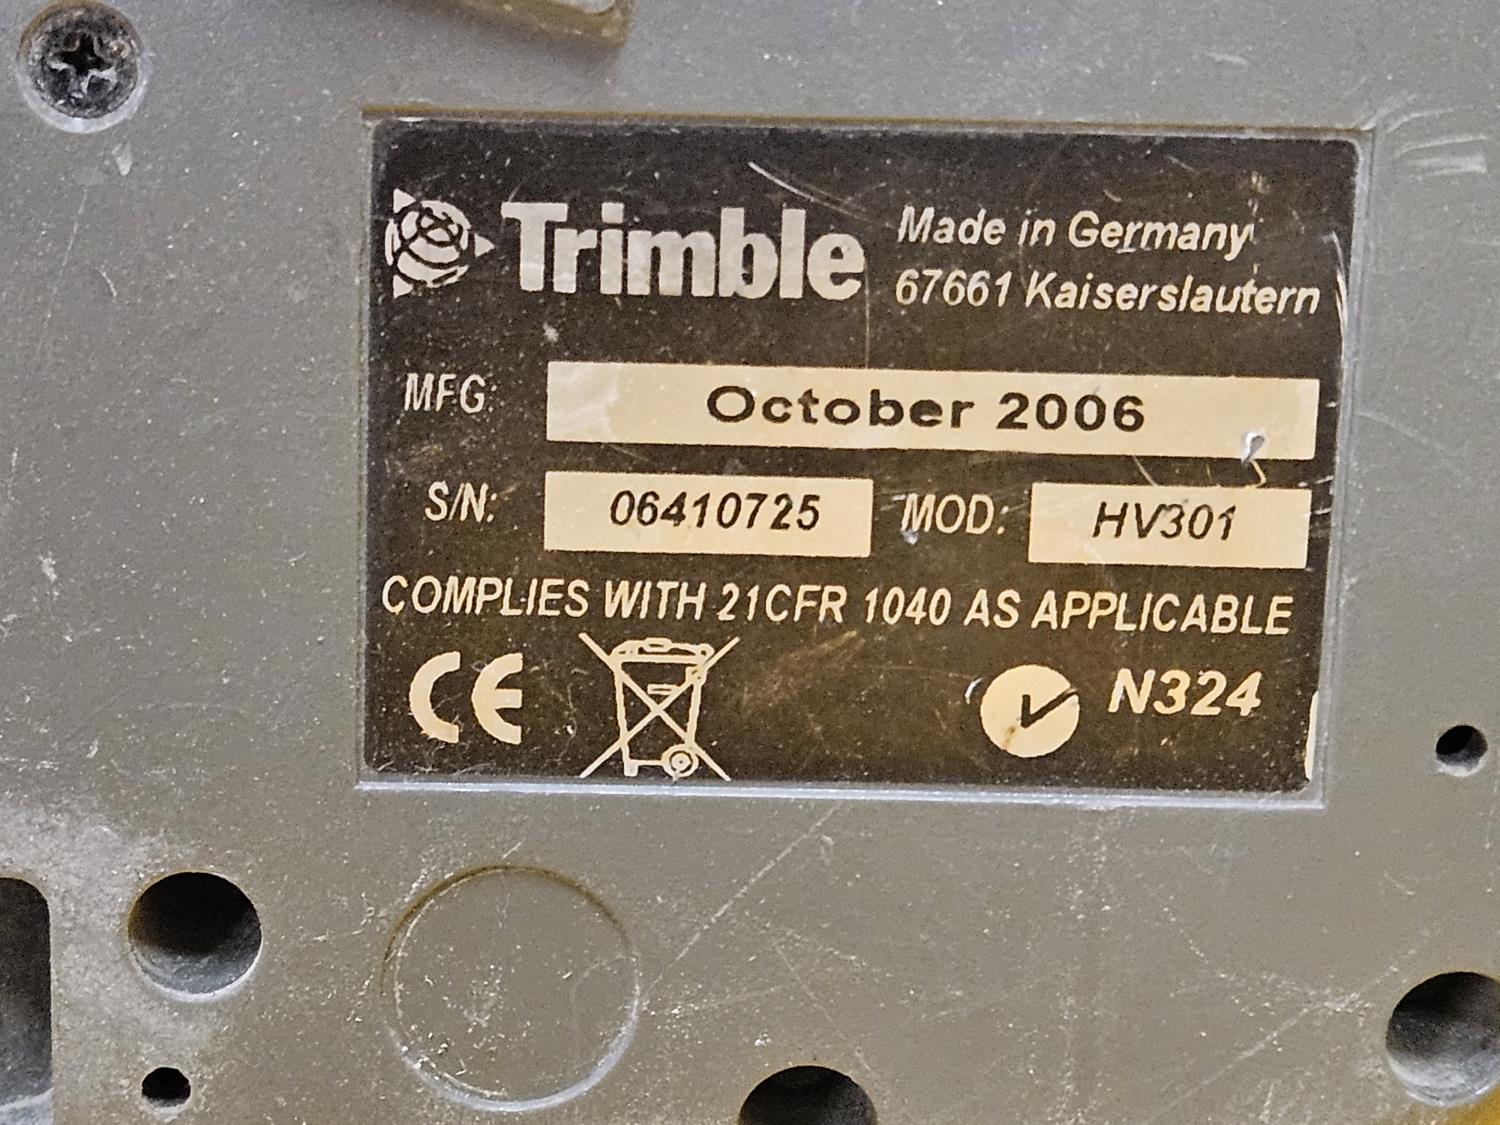 Trimble
Made in Germany
67661 Kaiserslautern
MFG: October 2006
S/N: 06410725 MOD: HV301
COMPLIES WITH 21CFR 1040 AS APPLICABLE
CE N324